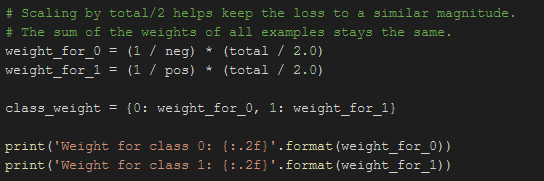 # Scaling by total/2 helps keep the loss to a similar magnitude.
# The sum of the weights of all examples stays the same.
weight_for_0 = (1 / neg) * (total / 2.0)
weight_for_1 = (1 / pos) * (total / 2.0)
class_weight = {0: weight_for_0, 1: weight_for_1}
print('Weight for class 0: {:.2f}'.format(weight_for_0))
print('Weight for class 1: {:.2f}'.format(weight_for_1))